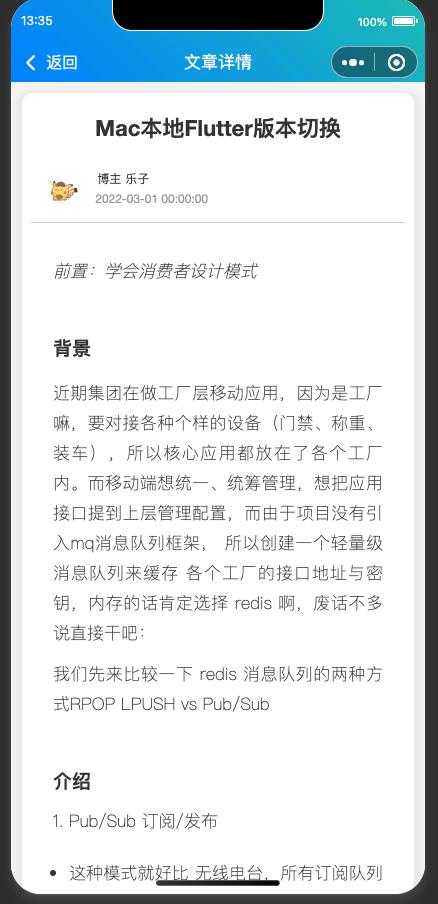 13:35
100%
返回
文章详情
Mac本地Flutter版本切换
博主 乐子
2022-03-01 00:00:00
前置：学会消费者设计模式
背景
近期集团在做工厂层移动应用，因为是工厂
嘛，要对接各种个样的设备（门禁、称重、
装车），所以核心应用都放在了各个工厂
内。而移动端想统一、统筹管理，想把应用
接口提到上层管理配置，而由于项目没有引
入mq消息队列框架， 所以创建一个轻量级
消息队列来缓存 各个工厂的接口地址与密
钥，内存的话肯定选择 redis 啊，废话不多
说直接干吧：
我们先来比较一下 redis 消息队列的两种方
式RPOP LPUSH vs Pub/Sub
介绍
1. Pub/Sub 订阅/发布
• 这种模式就好比 无线电台，所有订阅队列